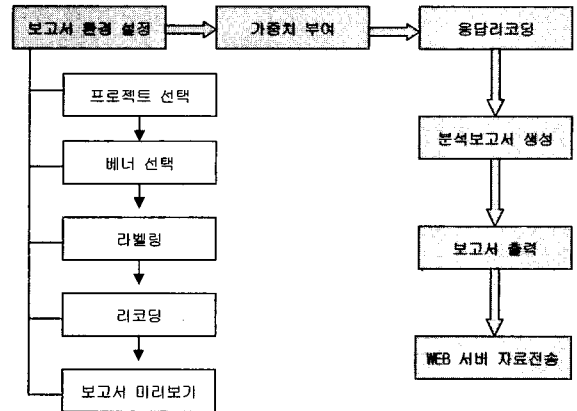 보고서 환경 설정
가중치 부여
응답리코딩
프로젝트 선택
베너 선택
라벨링
리코딩
보고서 미리보기
분석보고서 생성
보고서 출력
WEB 서버 자료전송